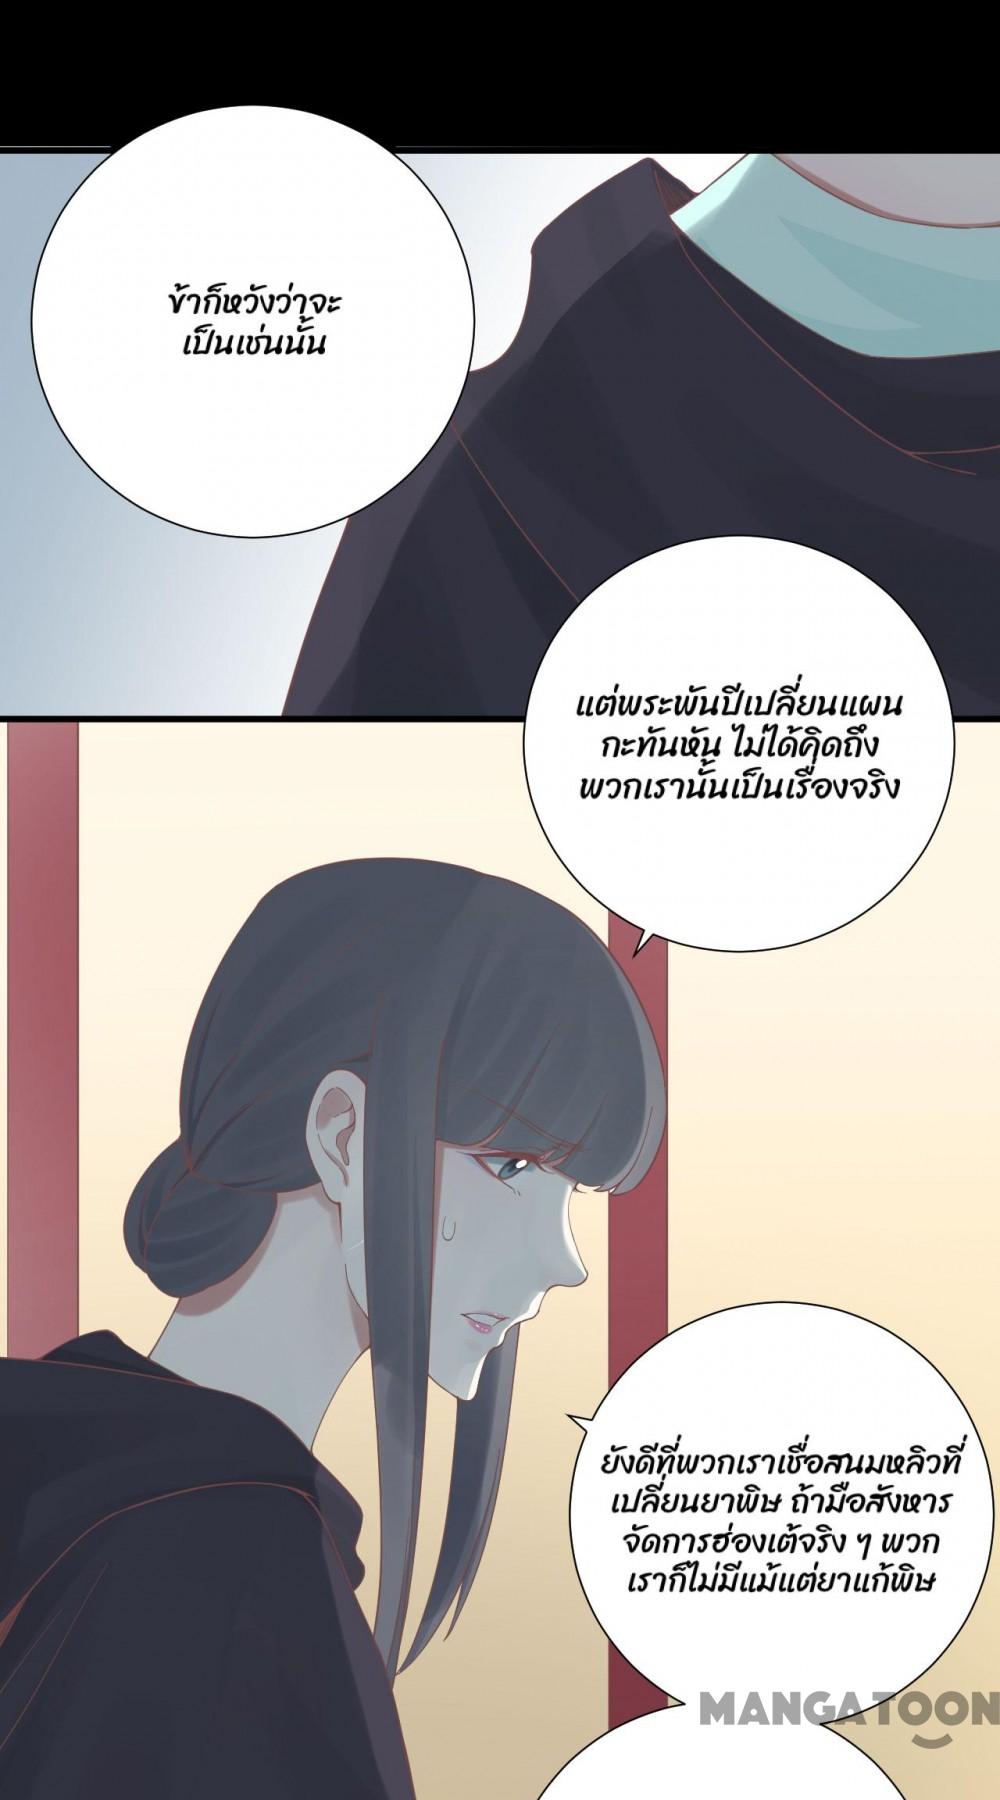 ข้าก็หวังว่าจะ
เป็นเช่นนั้น
แต่พระพันปีเปลี่ยนแผน
กะทันหัน ไม่ได้คิดถึง
พวกเรานั้นเป็นเรื่องจริง
ยังดีที่พวกเราเชื่อสนมหลิวที่
เปลี่ยนยาพิษ ถ้ามือสังหาร
จัดการฮ่องเต้จริง ๆ พวก
เราก็ไม่มีแม้แต่ยาแก้พิษ
MANGATOON